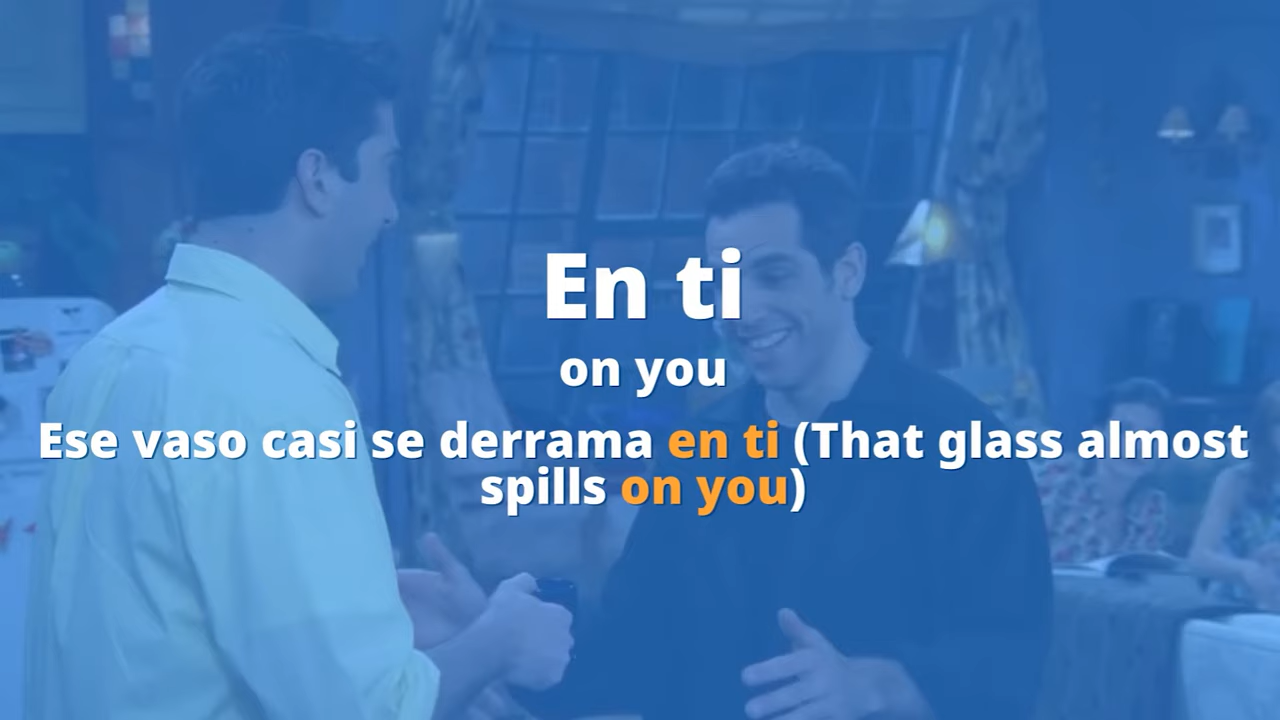 En ti
on you
Ese vaso casi se derrama en ti (That glass almost
spills on you)